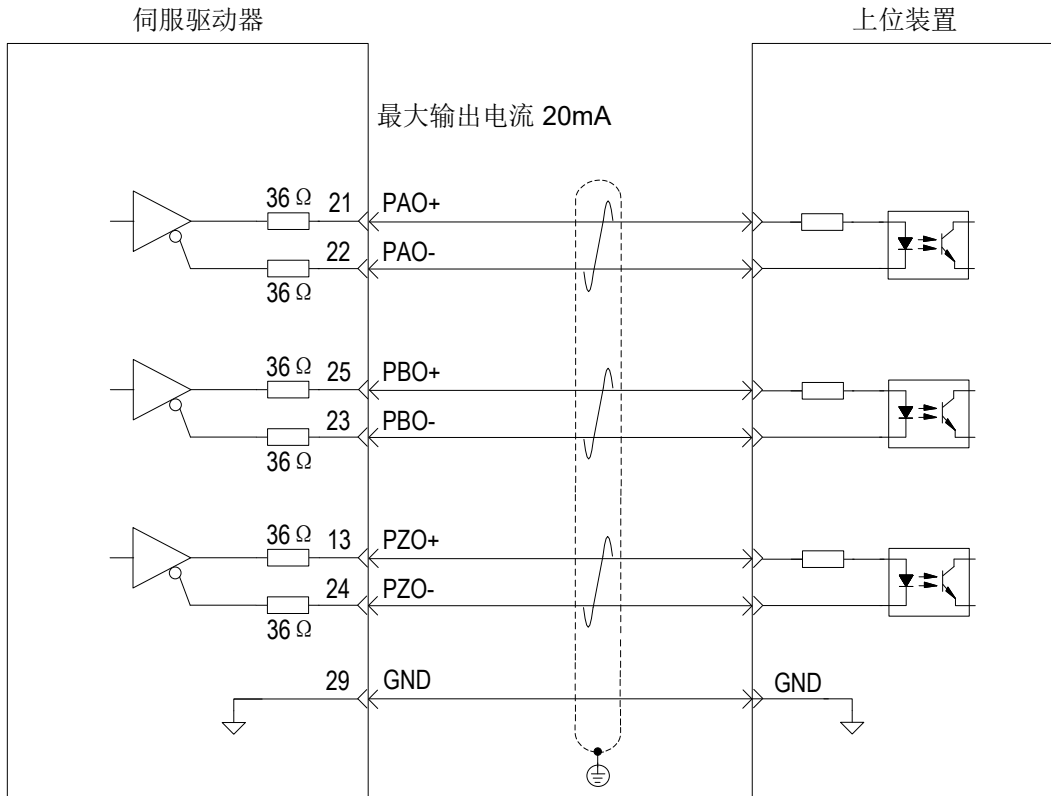 伺服驱动器
上位装置
最大输出电流 20mA
36 Ω
21
PAO+
22
PAO-
36 Ω
36 Ω
25
PBO+
23
PBO-
36 Ω
36 Ω
13
PZO+
24
PZO-
36 Ω
29
GND
GND